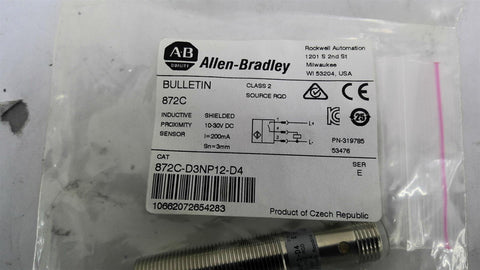 AB
QUALITY
Allen-Bradley
Rockwell Automation
1201 S 2nd St
Milwaukee
WI 53204, USA
BULLETIN
872C
CLASS 2
SOURCE RQD
INDUCTIVE SHIELDED
PROXIMITY 10-30V DC
SENSOR I=200mA
Sn=3mm
L+
L-
25
PN-319785
53476
CAT
872C-D3NP12-D4
SER
E
10662072654283
Product of Czech Republic